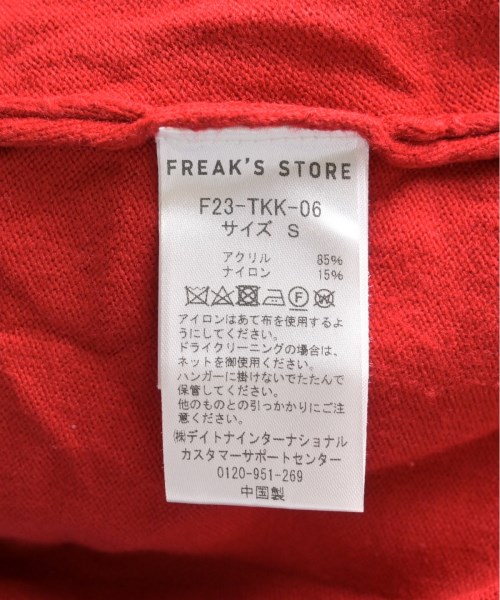 FREAK'S STORE
F23-TKK-06
サイズ S
アクリル 85%
ナイロン 15%
アイロンはあて布を使用するよ
うにしてください。
ドライクリーニングの場合は、
ネットを御使用ください。
ハンガーに掛けないでたたんで
保管してください。
他のものとの引っかかりにご注
意ください。
㈱デイトナインターナショナル
カスタマーサポートセンター
0120-951-269
中国製